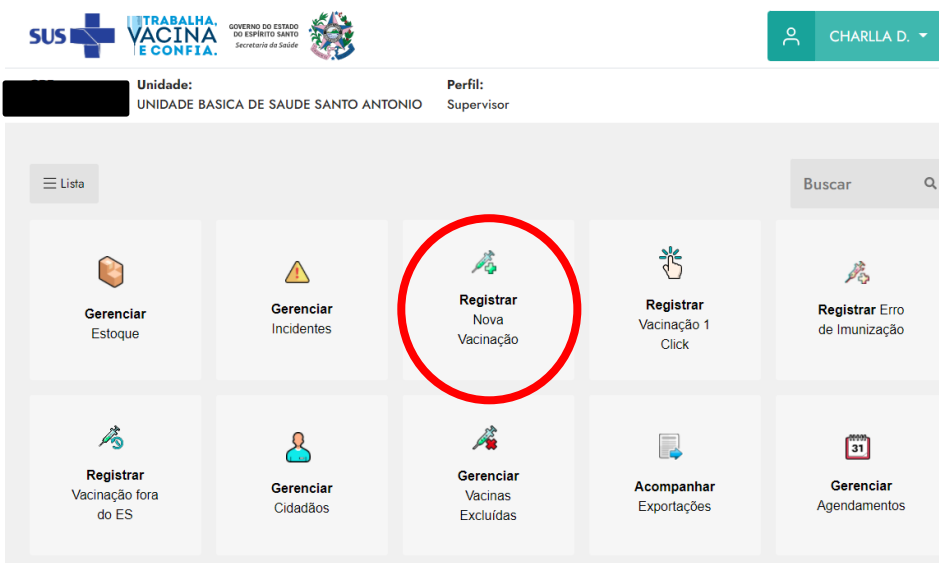 SUS
TRABALHA,
VACINA
E CONFIA.
GOVERNO DO ESTADO
DO ESPÍRITO SANTO
Secretaria da Saúde
CHARLLA D.
Unidade:
UNIDADE BASICA DE SAUDE SANTO ANTONIO
Perfil:
Supervisor
Lista
Buscar
Gerenciar
Estoque
Gerenciar
Incidentes
Registrar
Nova
Vacinação
Registrar
Vacinação 1
Click
Registrar Erro
de Imunização
Registrar
Vacinação fora
do ES
Gerenciar
Cidadãos
Gerenciar
Vacinas
Excluídas
Acompanhar
Exportações
31
Gerenciar
Agendamentos